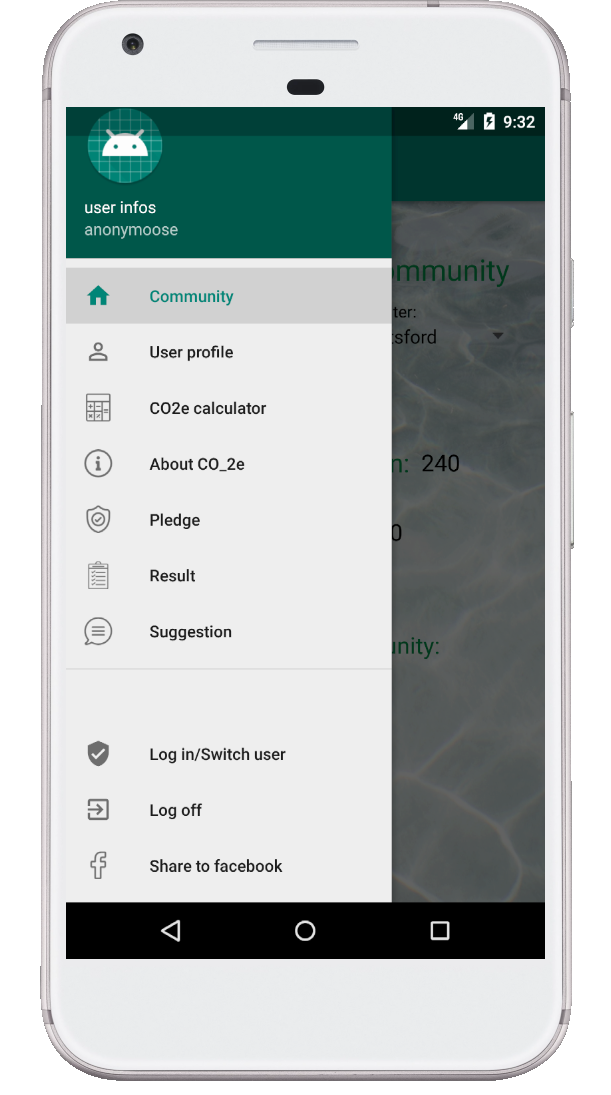 4G 9:32
user infos
anonymoose
Community
User profile
CO2e calculator
About CO_2e
Pledge
Result
Suggestion
Log in/Switch user
Log off
Share to facebook
mmunity
ter:
tsford
n: 240
0
unity: